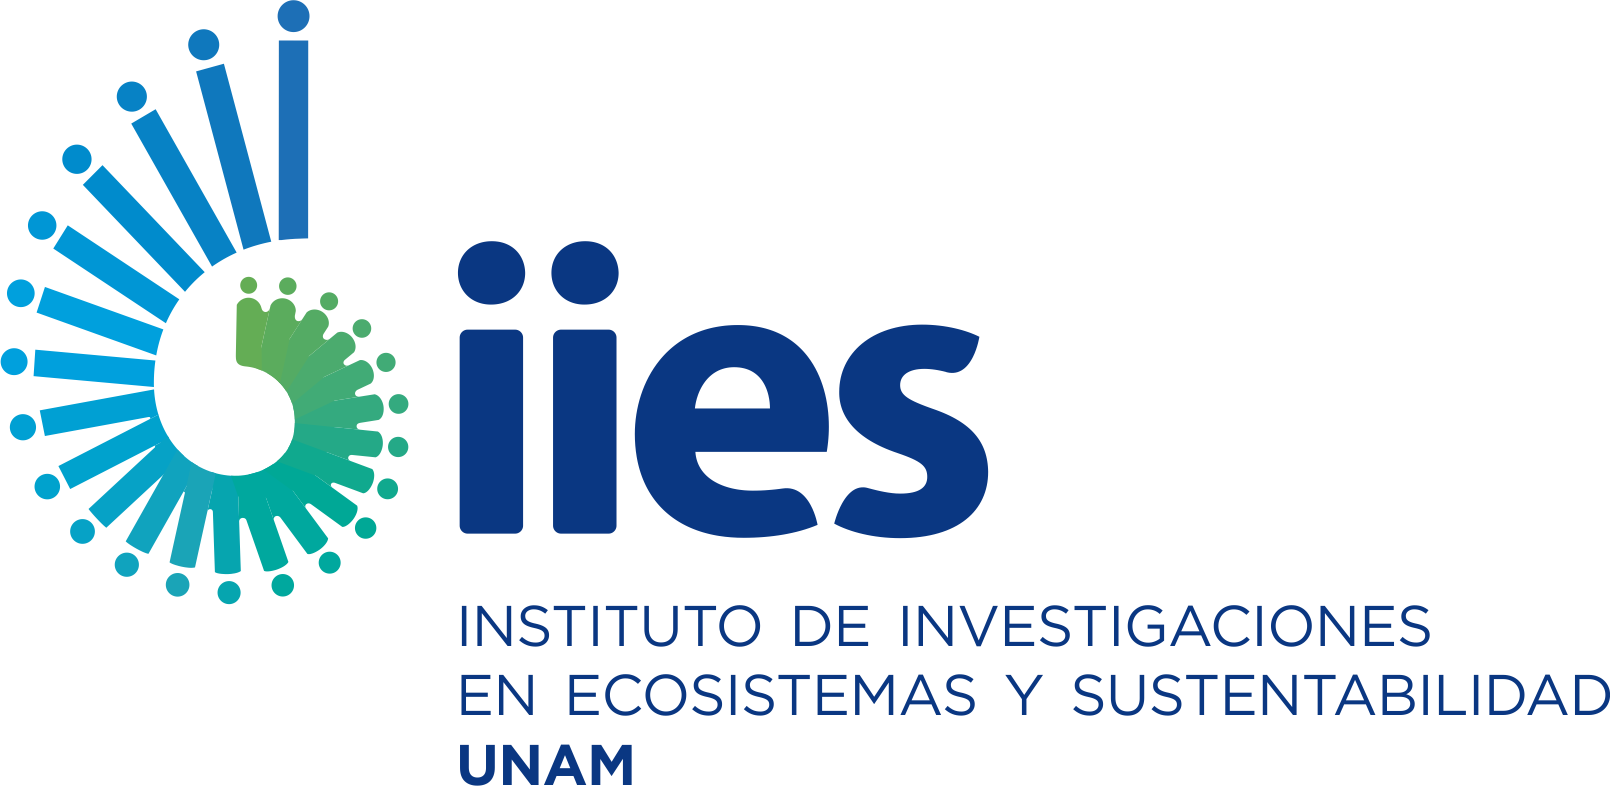 iies
INSTITUTO DE INVESTIGACIONES
EN ECOSISTEMAS Y SUSTENTABILIDAD
UNAM